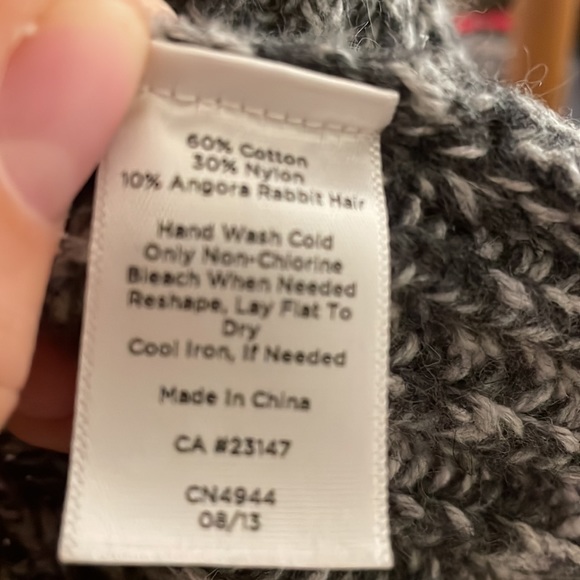 60% Cotton
30% Nylon
10% Angora Rabbit Hair
Hand Wash Cold
Only Non-Chlorine
Bleach When Needed
Reshape, Lay Flat To
Dry
Cool Iron, If Needed
Made In China
CA #23147
CN4944
08/13